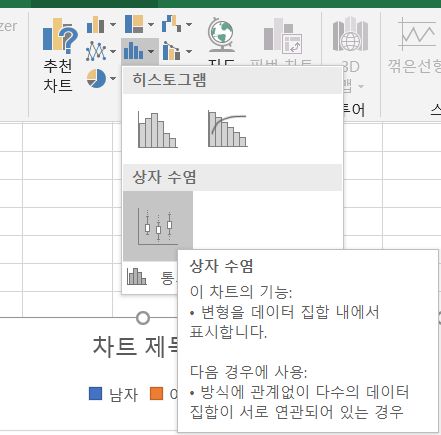 zer
추천
차트
지도
피벗 차트
3D
맵
투어
꺾은선형
히스토그램
상자 수염
상자 수염
이 차트의 기능:
• 변형을 데이터 집합 내에서
표시합니다.
다음 경우에 사용:
• 방식에 관계없이 다수의 데이터
집합이 서로 연관되어 있는 경우
통
차트 제목
남자